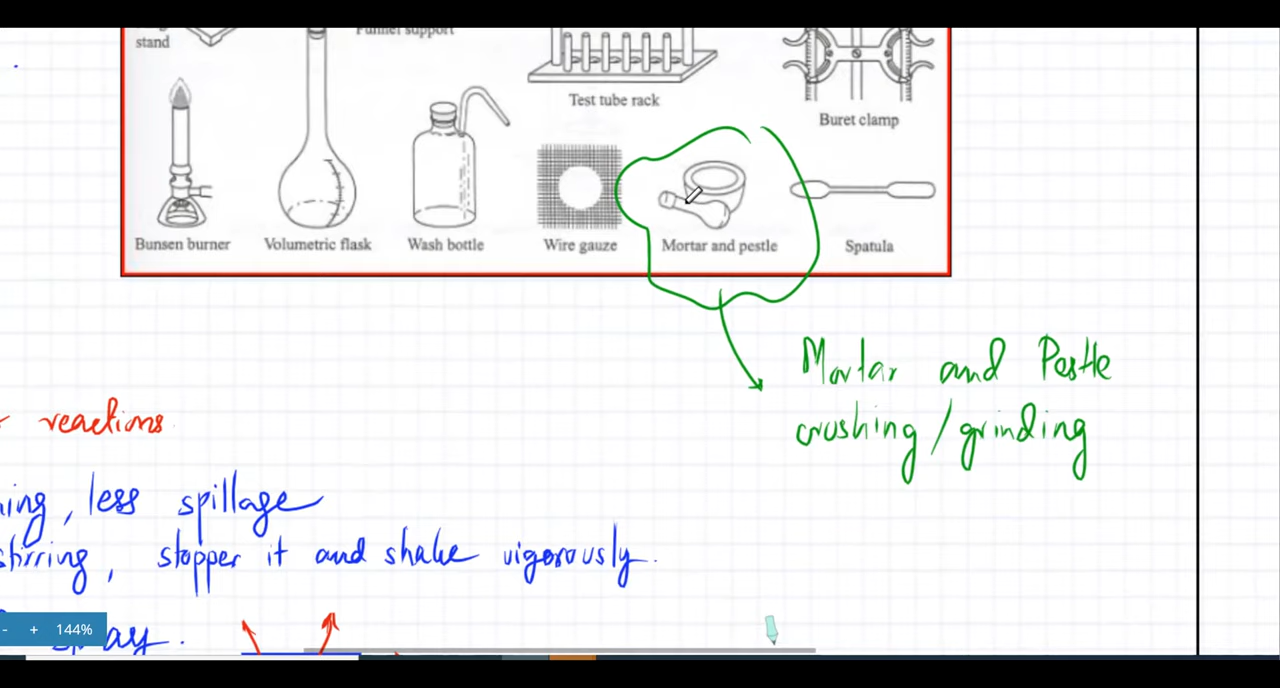 stand
Funnel support
Test tube rack
Buret clamp
Bunsen burner
Volumetric flask
Wash bottle
Wire gauze
Mortar and pestle
Spatula
Mortar and Pestle
crushing/grinding
reactions
less spillage
stirring, stopper it and shake vigorously.
- + 144%